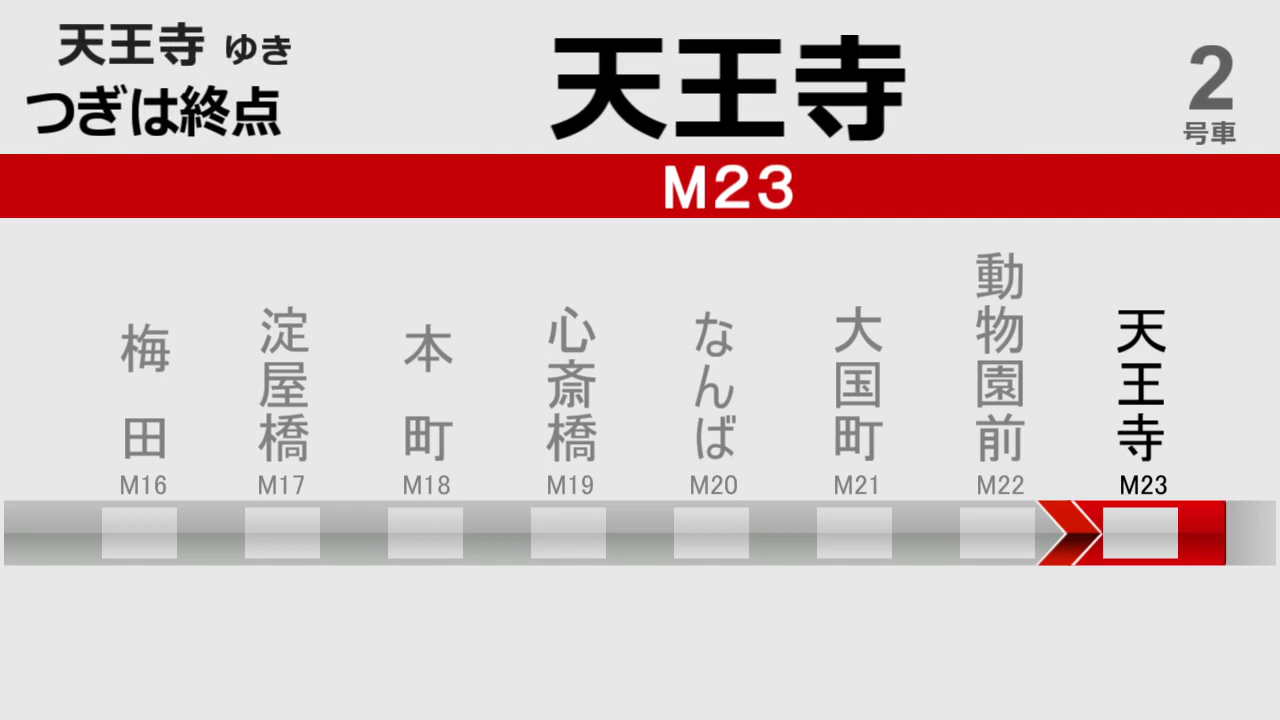 天王寺 ゆき
つぎは終点
天王寺
2
号車
M23
梅田
淀屋橋
本町
心斎橋
なんば
大国町
動物園前
天王寺
M16 M17 M18 M19 M20 M21 M22 M23